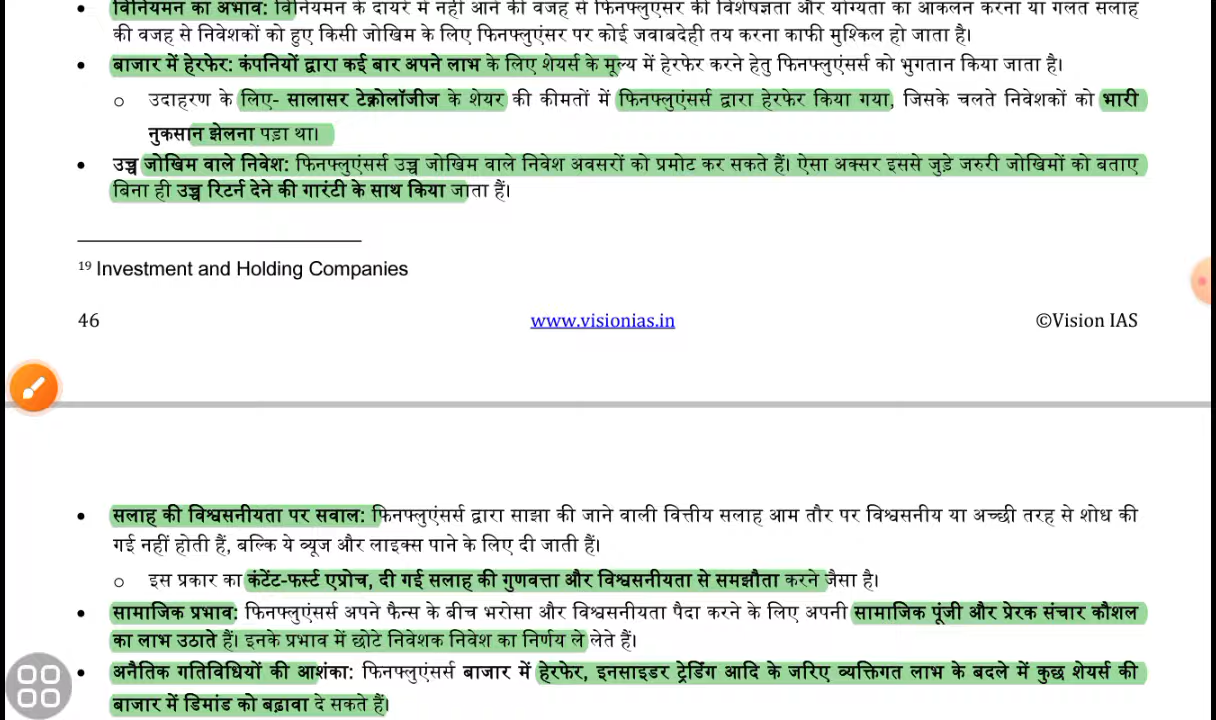 विनियमन का अभाव: विनियमन के दायरे में नहीं आने की वजह से फिनफ्लुएंसर की विशेषज्ञता और योग्यता का आकलन करना या गलत सलाह
की वजह से निवेशकों को हुए किसी जोखिम के लिए फिनफ्लुएंसर पर कोई जवाबदेही तय करना काफी मुश्किल हो जाता है।
• बाजार में हेरफेर: कंपनियों द्वारा कई बार अपने लाभ के लिए शेयर्स के मूल्य में हेरफेर करने हेतु फिनफ्लुएंसर्स को भुगतान किया जाता है।
○ उदाहरण के लिए- सालासर टेक्नोलॉजीज के शेयर की कीमतों में फिनफ्लुएंसर्स द्वारा हेरफेर किया गया, जिसके चलते निवेशकों को भारी
नुकसान झेलना पड़ा था।
• उच्च जोखिम वाले निवेश: फिनफ्लुएंसर्स उच्च जोखिम वाले निवेश अवसरों को प्रमोट कर सकते हैं। ऐसा अक्सर इससे जुड़े जरुरी जोखिमों को बताए
बिना ही उच्च रिटर्न देने की गारंटी के साथ किया जाता हैं।
19 Investment and Holding Companies
46 www.visionias.in ©Vision IAS
• सलाह की विश्वसनीयता पर सवाल: फिनफ्लुएंसर्स द्वारा साझा की जाने वाली वित्तीय सलाह आम तौर पर विश्वसनीय या अच्छी तरह से शोध की
गई नहीं होती हैं, बल्कि ये व्यूज और लाइक्स पाने के लिए दी जाती हैं।
○ इस प्रकार का कंटेंट-फर्स्ट एप्रोच, दी गई सलाह की गुणवत्ता और विश्वसनीयता से समझौता करने जैसा है।
• सामाजिक प्रभाव: फिनफ्लुएंसर्स अपने फैन्स के बीच भरोसा और विश्वसनीयता पैदा करने के लिए अपनी सामाजिक पूंजी और प्रेरक संचार कौशल
का लाभ उठाते हैं। इनके प्रभाव में छोटे निवेशक निवेश का निर्णय ले लेते हैं।
• अनैतिक गतिविधियों की आशंका: फिनफ्लुएंसर्स बाजार में हेरफेर, इनसाइडर ट्रेडिंग आदि के जरिए व्यक्तिगत लाभ के बदले में कुछ शेयर्स की
बाजार में डिमांड को बढ़ावा दे सकते हैं।